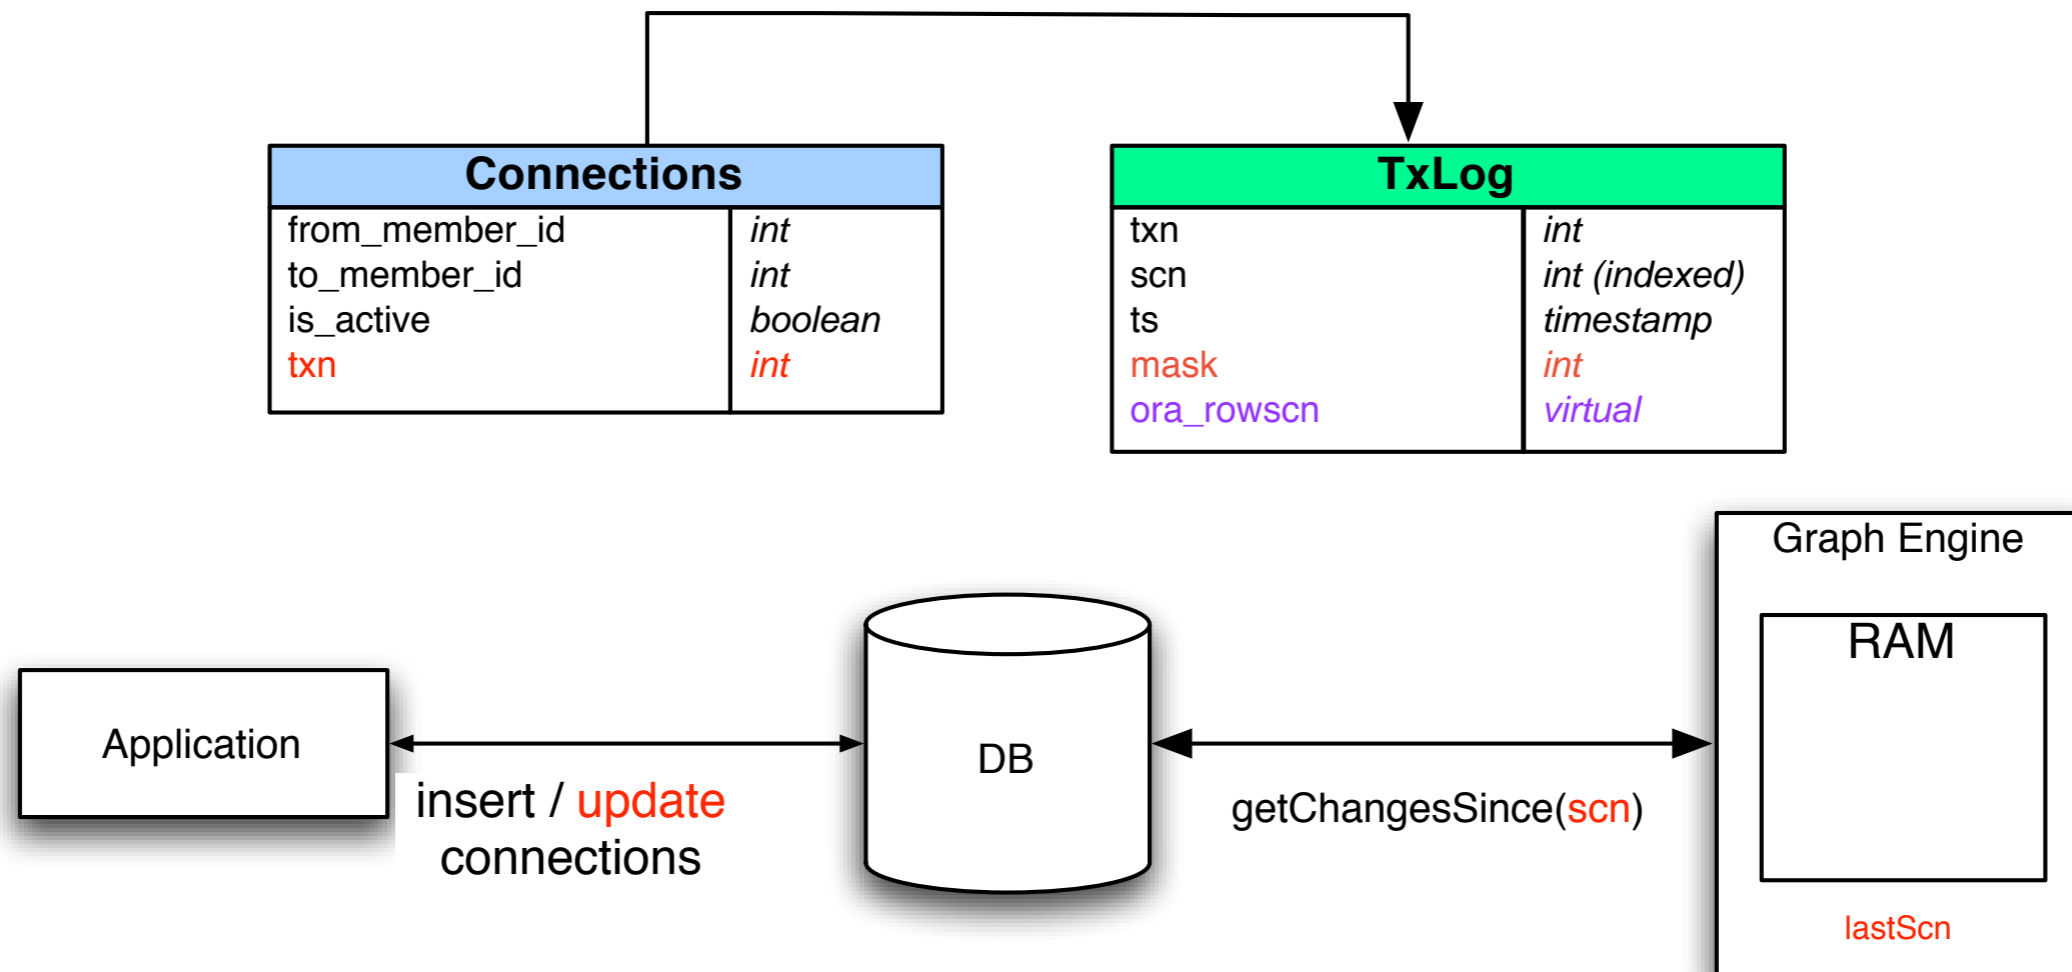 Connections
from_member_id int
to_member_id int
is_active boolean
txn int
TxLog
txn int
scn int (indexed)
ts timestamp
mask int
ora_rowscn virtual
Application
insert / update
connections
DB
getChangesSince(scn)
Graph Engine
RAM
lastScn